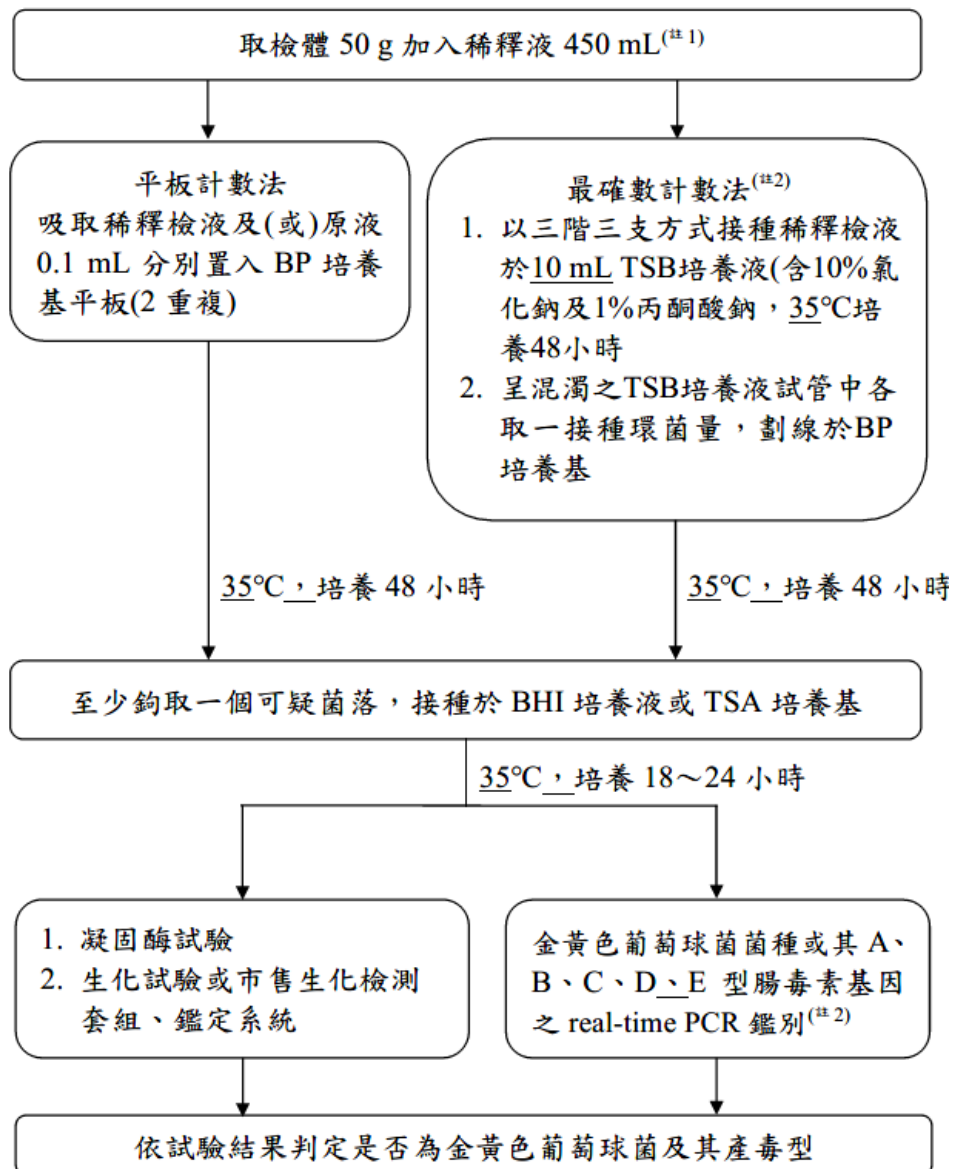 取檢體 50 g 加入稀釋液 450 mL(註 1)
平板計數法
吸取稀釋檢液及(或)原液
0.1 mL 分別置入 BP 培養
基平板(2 重複)
最確數計數法(註2)
1. 以三階三支方式接種稀釋檢液
於10 mL TSB培養液(含10%氯
化鈉及1%丙酮酸鈉，35℃培
養48小時
2. 呈混濁之TSB培養液試管中各
取一接種環菌量，劃線於BP
培養基
35℃，培養 48 小時
35℃，培養 48 小時
至少鉤取一個可疑菌落，接種於 BHI 培養液或 TSA 培養基
35℃，培養 18～24 小時
1. 凝固酶試驗
2. 生化試驗或市售生化檢測
套組、鑑定系統
金黃色葡萄球菌菌種或其 A、
B、C、D、E 型腸毒素基因
之 real-time PCR 鑑別(註 2)
依試驗結果判定是否為金黃色葡萄球菌及其產毒型